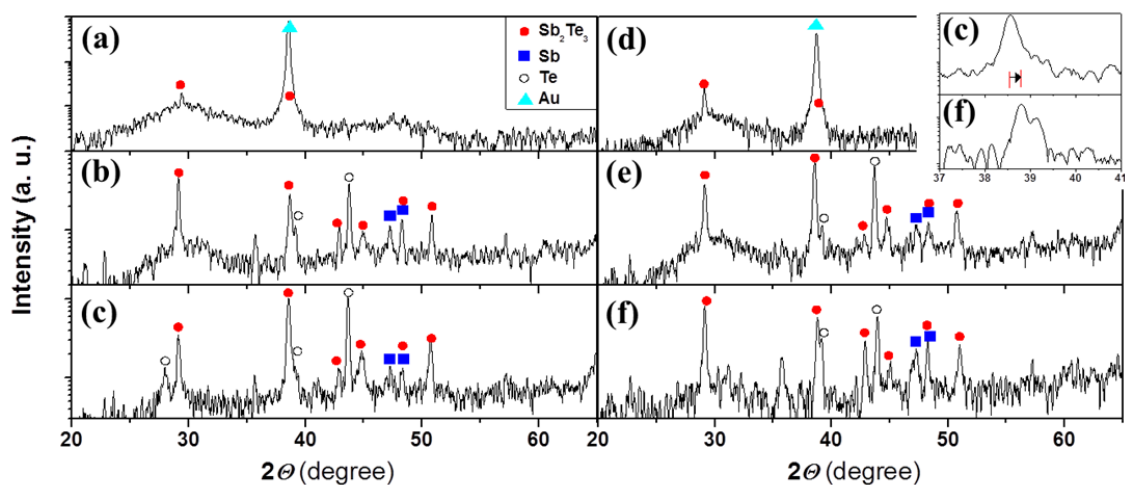 (a)
Sb₂Te₃
Sb
Te
Au
(b)
(c)
(d)
(e)
(f)
(c)
(f)
37 38 39 40 41
Intensity (a. u.)
20 30 40 50 60 20 30 40 50 60
2Θ (degree) 2Θ (degree)